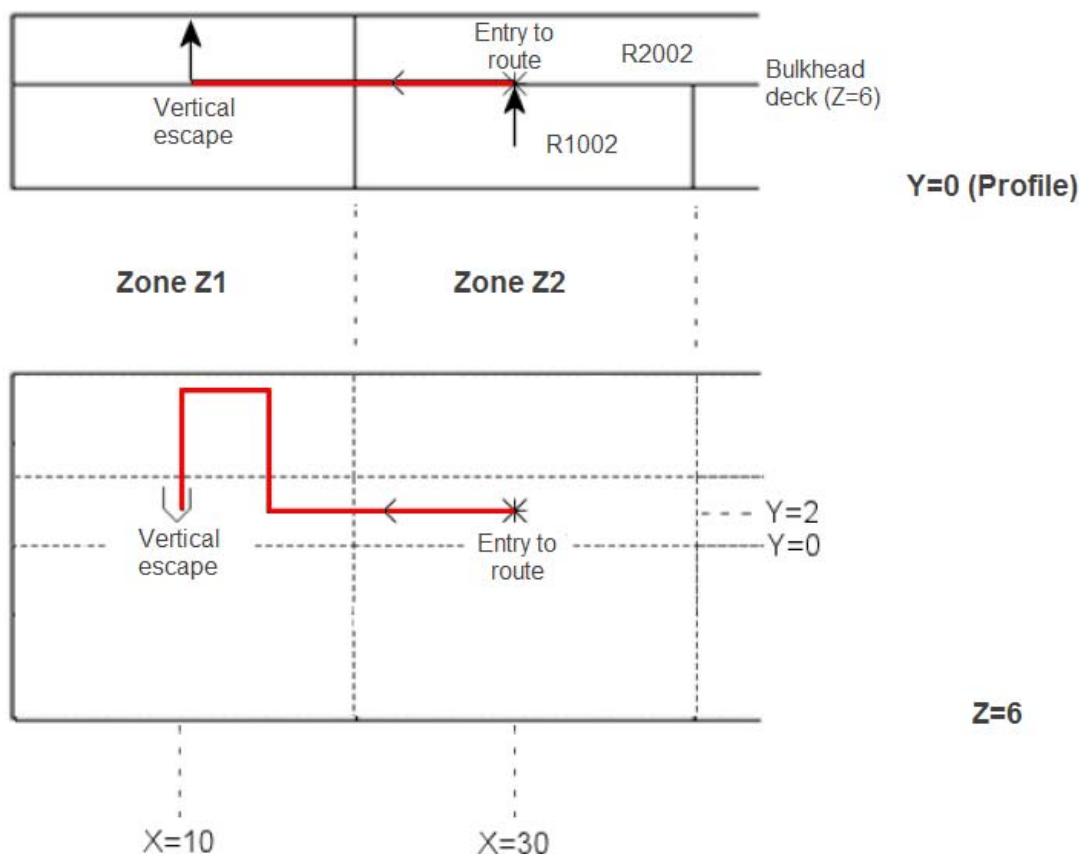 Entry to
route
R2002
Bulkhead
deck (Z=6)
Vertical
escape
R1002
Y=0 (Profile)
Zone Z1
Zone Z2
Y=2
Vertical
escape
Entry to
route
Y=0
Z=6
X=10
X=30